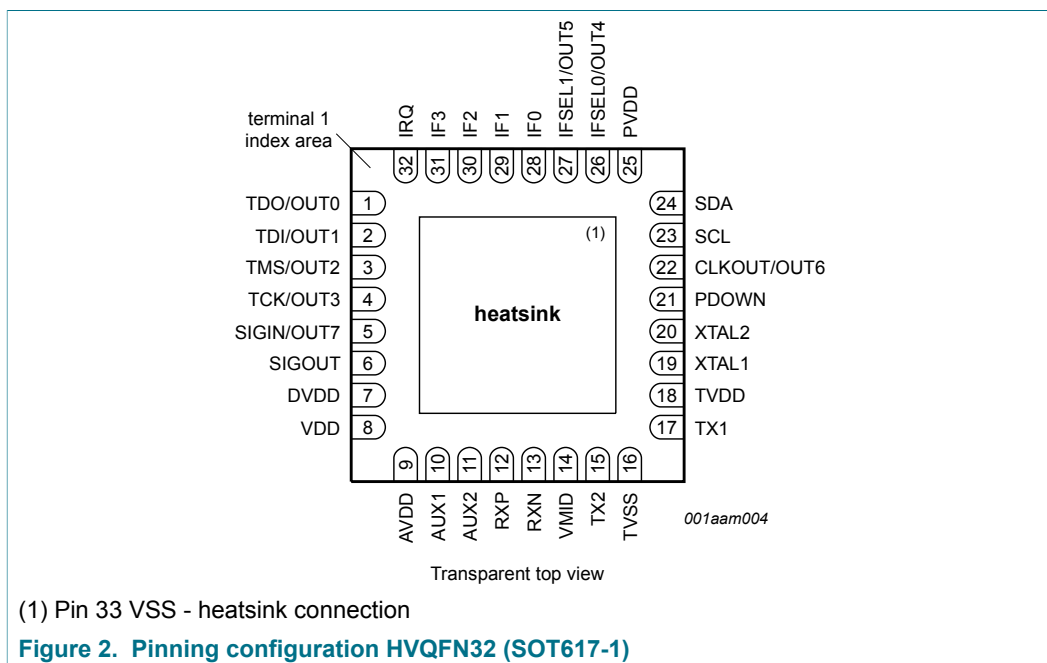 terminal 1
index area
IRQ
IF3
IF2
IF1
IF0
IFSEL1/OUT5
IFSEL0/OUT4
PVDD
32
31
30
29
28
27
26
25
TDO/OUT0 1
TDI/OUT1 2
TMS/OUT2 3
TCK/OUT3 4
SIGIN/OUT7 5
SIGOUT 6
DVDD 7
VDD 8
(1)
heatsink
24 SDA
23 SCL
22 CLKOUT/OUT6
21 PDOWN
20 XTAL2
19 XTAL1
18 TVDD
17 TX1
9
10
11
12
13
14
15
16
AVDD
AUX1
AUX2
RXP
RXN
VMID
TX2
TVSS
001aam004
Transparent top view
(1) Pin 33 VSS - heatsink connection
Figure 2. Pinning configuration HVQFN32 (SOT617-1)